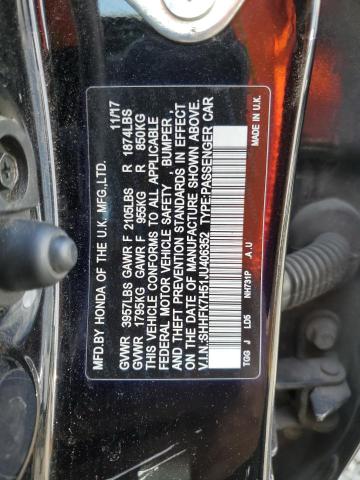 MFD.BY HONDA OF THE U.K. MFG.,LTD. 11/17
GVWR 3957LBS GAWR F 2105LBS R 1874LBS
GVWR 1795KG GAWR F 955KG R 850KG
THIS VEHICLE CONFORMS TO ALL APPLICABLE
FEDERAL MOTOR VEHICLE SAFETY , BUMPER,
AND THEFT PREVENTION STANDARDS IN EFFECT
ON THE DATE OF MANUFACTURE SHOWN ABOVE.
V.I.N.:SHHFK7H51JU406352 TYPE:PASSENGER CAR
MADE IN U.K.
TGG J LD5 NH731P .A.U